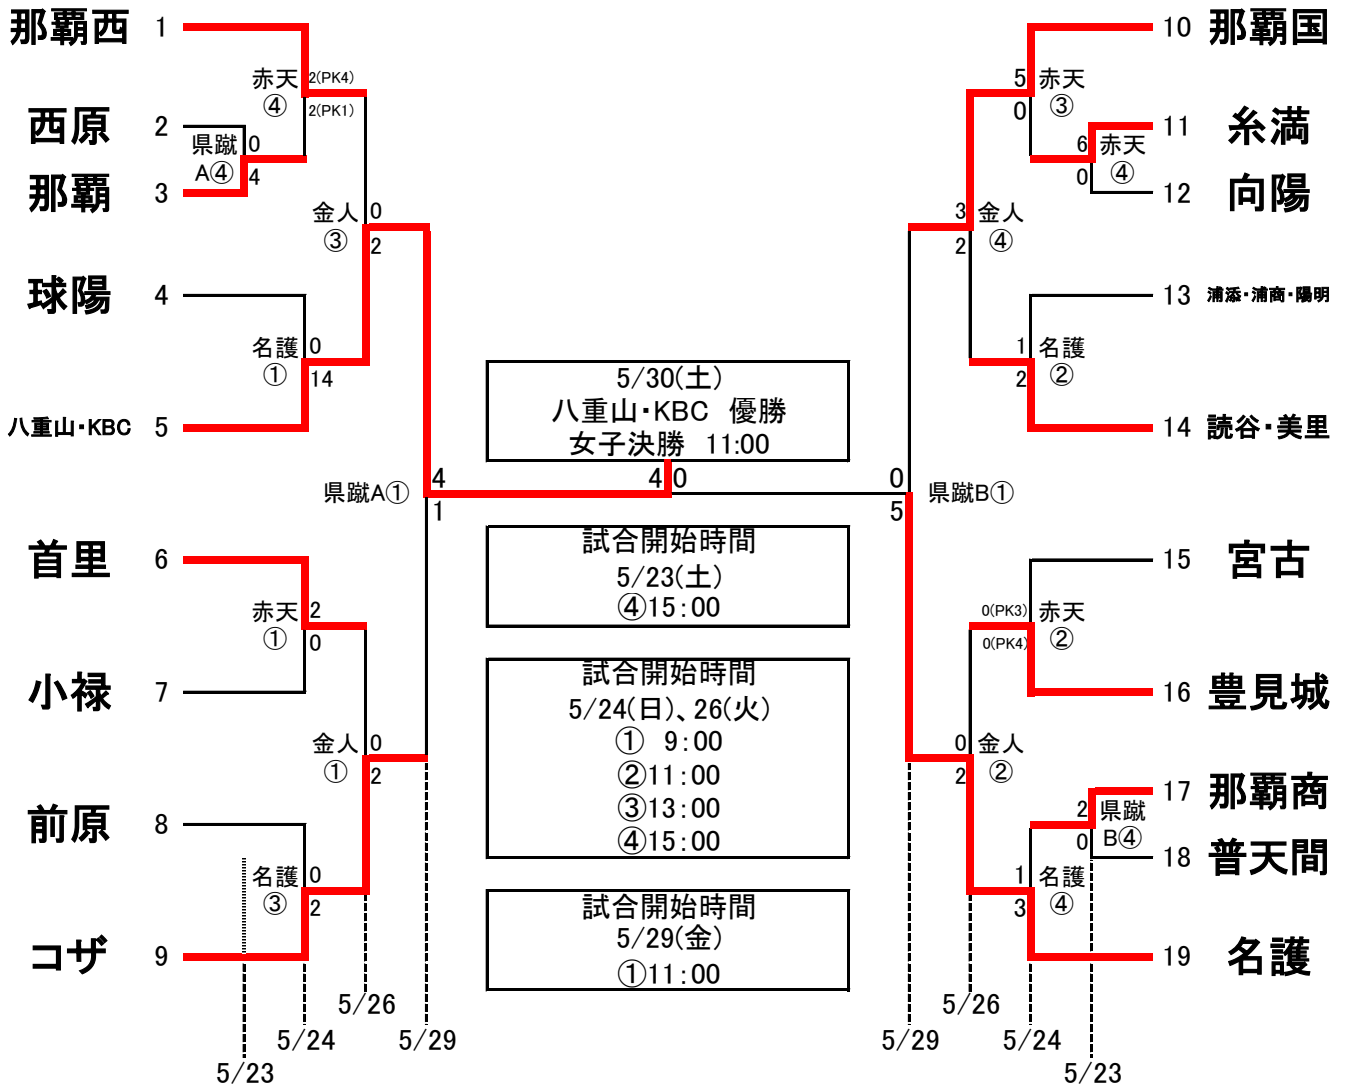 那覇西 1
10 那覇国
赤天 2(PK4)
④ 2(PK1)
5 赤天
0 ③
西原 2
県蹴 0
A④ 4
那覇 3
11 糸満
6 赤天
0 ④
12 向陽
金人 0
③ 2
3 金人
2 ④
球陽 4
13 浦添・浦商・陽明
名護 0
① 14
1 名護
2 ②
八重山・KBC 5
14 読谷・美里
5/30(土)
八重山・KBC 優勝
女子決勝 11:00
県蹴A① 4
1
4 0
0 県蹴B①
5
試合開始時間
5/23(土)
④15:00
首里 6
15 宮古
赤天 2
① 0
0(PK3) 赤天
0(PK4) ②
小禄 7
16 豊見城
試合開始時間
5/24(日)、26(火)
① 9:00
②11:00
③13:00
④15:00
金人 0
① 2
0 金人
2 ②
前原 8
17 那覇商
2 県蹴
0 B④
18 普天間
名護 0
③ 2
1 名護
3 ④
コザ 9
19 名護
試合開始時間
5/29(金)
①11:00
5/26
5/26
5/24
5/29
5/29
5/24
5/23
5/23